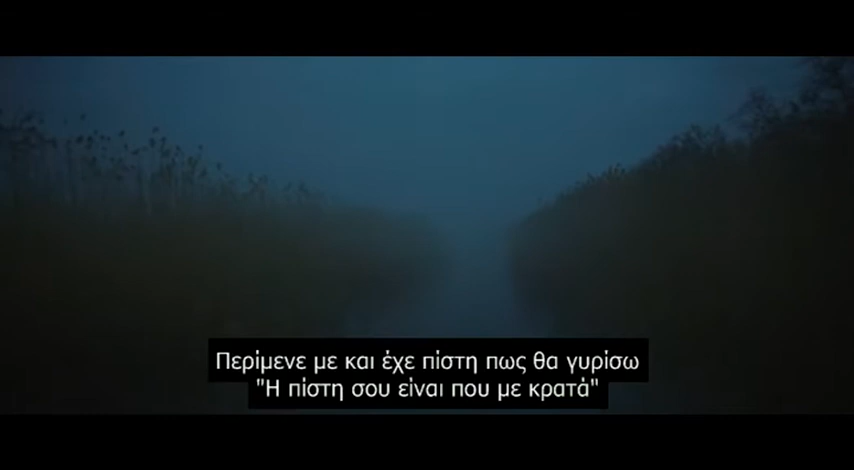 Περίμενε με και έχε πίστη πως θα γυρίσω
"Η πίστη σου είναι που με κρατά"